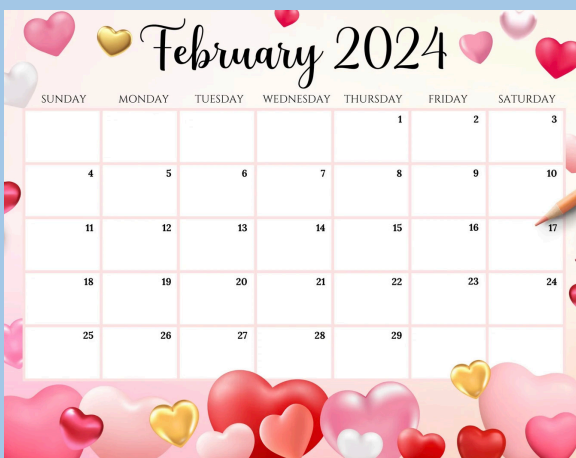 February 2024
SUNDAY MONDAY TUESDAY WEDNESDAY THURSDAY FRIDAY SATURDAY
1 2 3
4 5 6 7 8 9 10
11 12 13 14 15 16 17
18 19 20 21 22 23 24
25 26 27 28 29